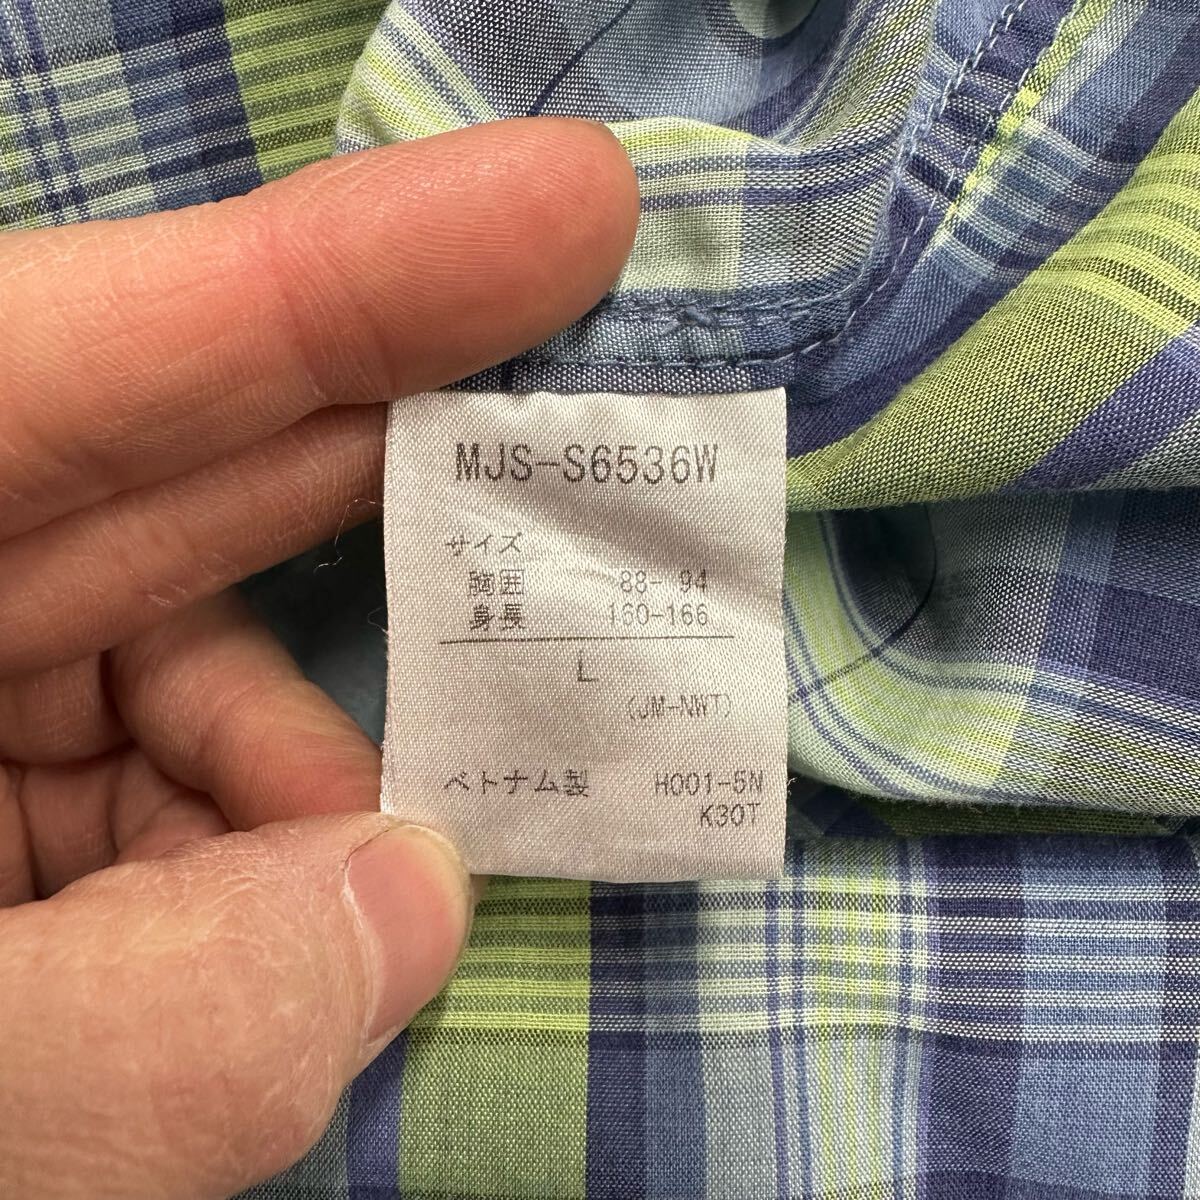 MJS-S6536W
サイズ
胸囲 88- 94
身長 160-166
L
(JM-NWT)
ベトナム製 H001-5N
K30T